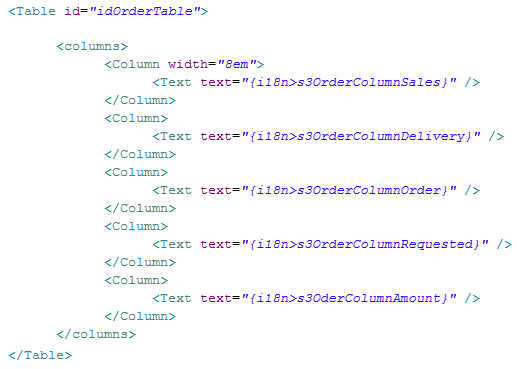 <Table id="idOrderTable">
<columns>
<Column width="8em">
<Text text="{i18n>s3OrderColumnSales}" />
</Column>
<Column>
<Text text="{i18n>s3OrderColumnDelivery}" />
</Column>
<Column>
<Text text="{i18n>s3OrderColumnOrder}" />
</Column>
<Column>
<Text text="{i18n>s3OrderColumnRequested}" />
</Column>
<Column>
<Text text="{i18n>s3OderColumnAmount}" />
</Column>
</columns>
</Table>